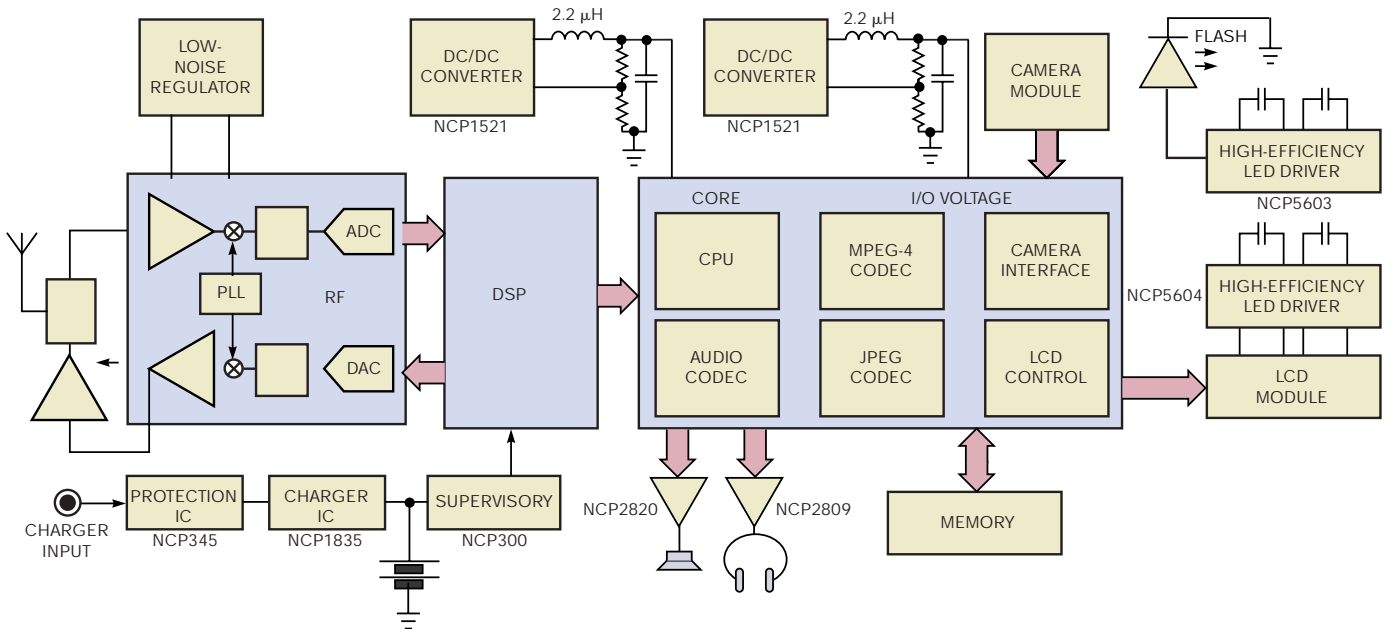 LOW-
NOISE
REGULATOR
DC/DC
CONVERTER
NCP1521
2.2 μH
DC/DC
CONVERTER
NCP1521
2.2 μH
CAMERA
MODULE
FLASH
HIGH-EFFICIENCY
LED DRIVER
NCP5603
NCP5604
HIGH-EFFICIENCY
LED DRIVER
LCD
MODULE
ADC
PLL
RF
DAC
DSP
CORE
I/O VOLTAGE
CPU
MPEG-4
CODEC
CAMERA
INTERFACE
AUDIO
CODEC
JPEG
CODEC
LCD
CONTROL
CHARGER
INPUT
PROTECTION
IC
NCP345
CHARGER
IC
NCP1835
SUPERVISORY
NCP300
NCP2820
NCP2809
MEMORY